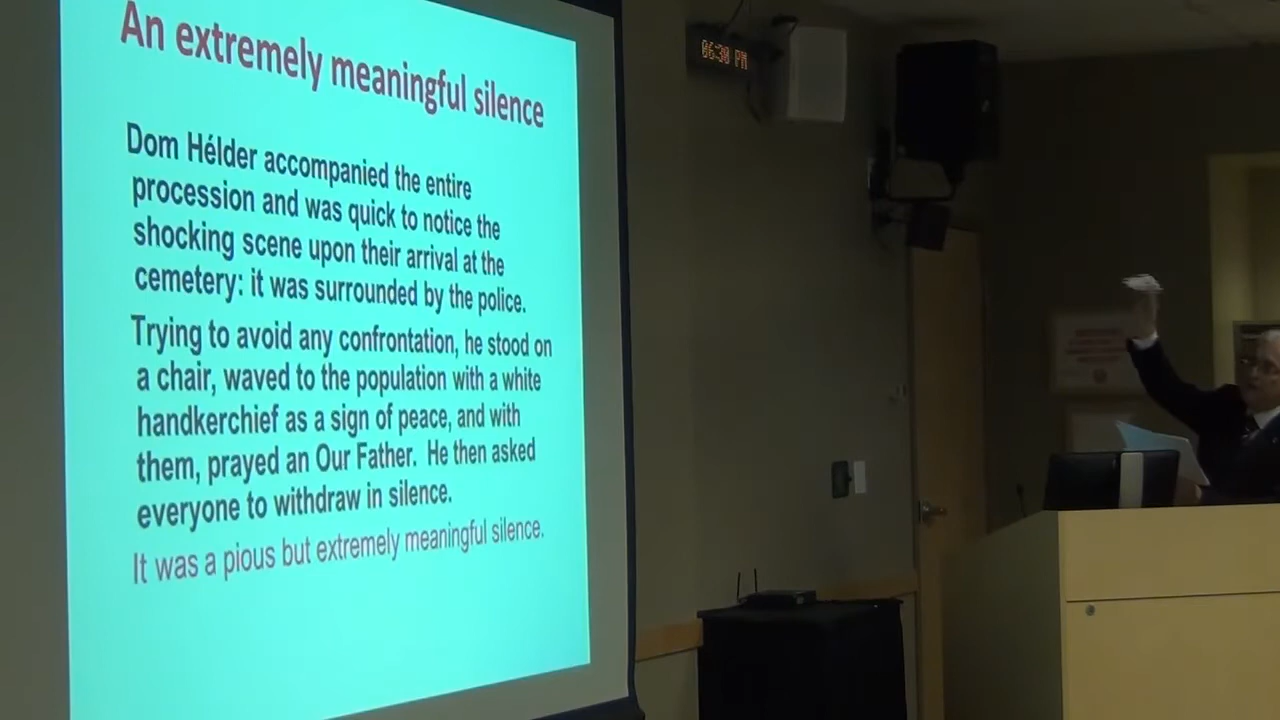 An extremely meaningful silence
Dom Hélder accompanied the entire
procession and was quick to notice the
shocking scene upon their arrival at the
cemetery: it was surrounded by the police.
Trying to avoid any confrontation, he stood on
a chair, waved to the population with a white
handkerchief as a sign of peace, and with
them, prayed an Our Father. He then asked
everyone to withdraw in silence.
It was a pious but extremely meaningful silence.
06:30 PM